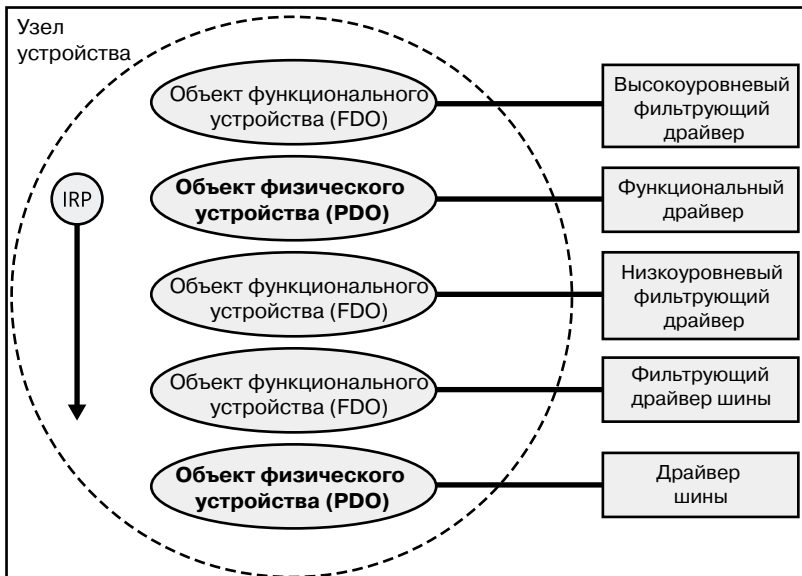 Узел
устройства
Объект функционального
устройства (FDO)
Высокоуровневый
фильтрующий
драйвер
IRP
Объект физического
устройства (PDO)
Функциональный
драйвер
Объект функционального
устройства (FDO)
Низкоуровневый
фильтрующий
драйвер
Объект функционального
устройства (FDO)
Фильтрующий
драйвер шины
Объект физического
устройства (PDO)
Драйвер
шины